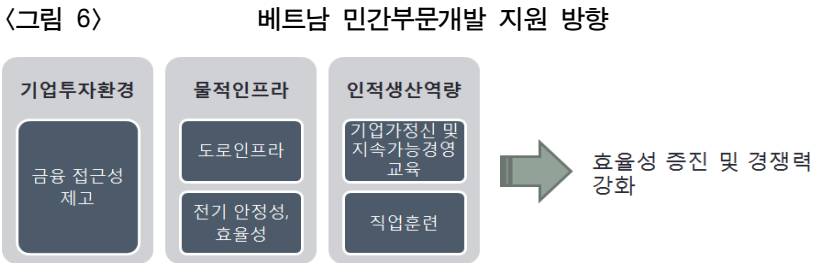 〈그림 6〉 베트남 민간부문개발 지원 방향
기업투자환경
금융 접근성
제고
물적인프라
도로인프라
전기 안정성,
효율성
인적생산역량
기업가정신 및
지속가능경영
교육
직업훈련
효율성 증진 및 경쟁력
강화